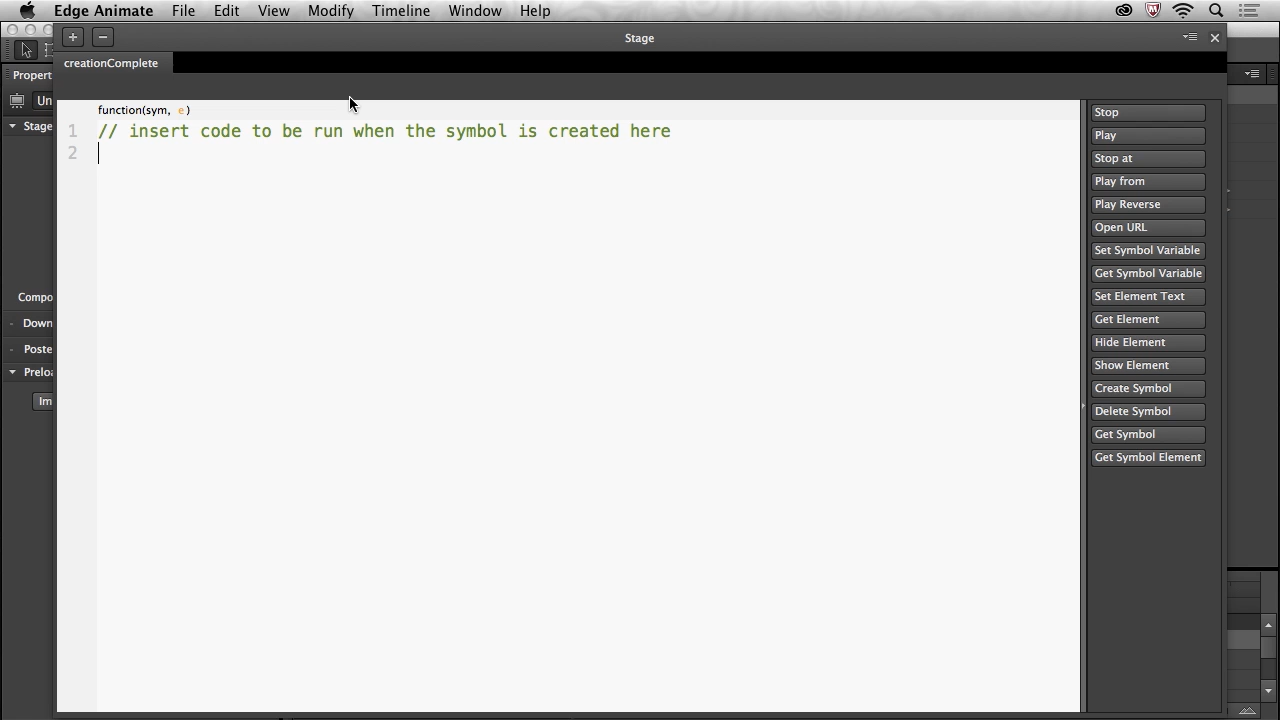 Edge Animate File Edit View Modify Timeline Window Help
Stage
creationComplete
Propert
Un
Stage
Compo
Down
Poste
Preloa
Im
function(sym, e)
1 // insert code to be run when the symbol is created here
2
Stop
Play
Stop at
Play from
Play Reverse
Open URL
Set Symbol Variable
Get Symbol Variable
Set Element Text
Get Element
Hide Element
Show Element
Create Symbol
Delete Symbol
Get Symbol
Get Symbol Element